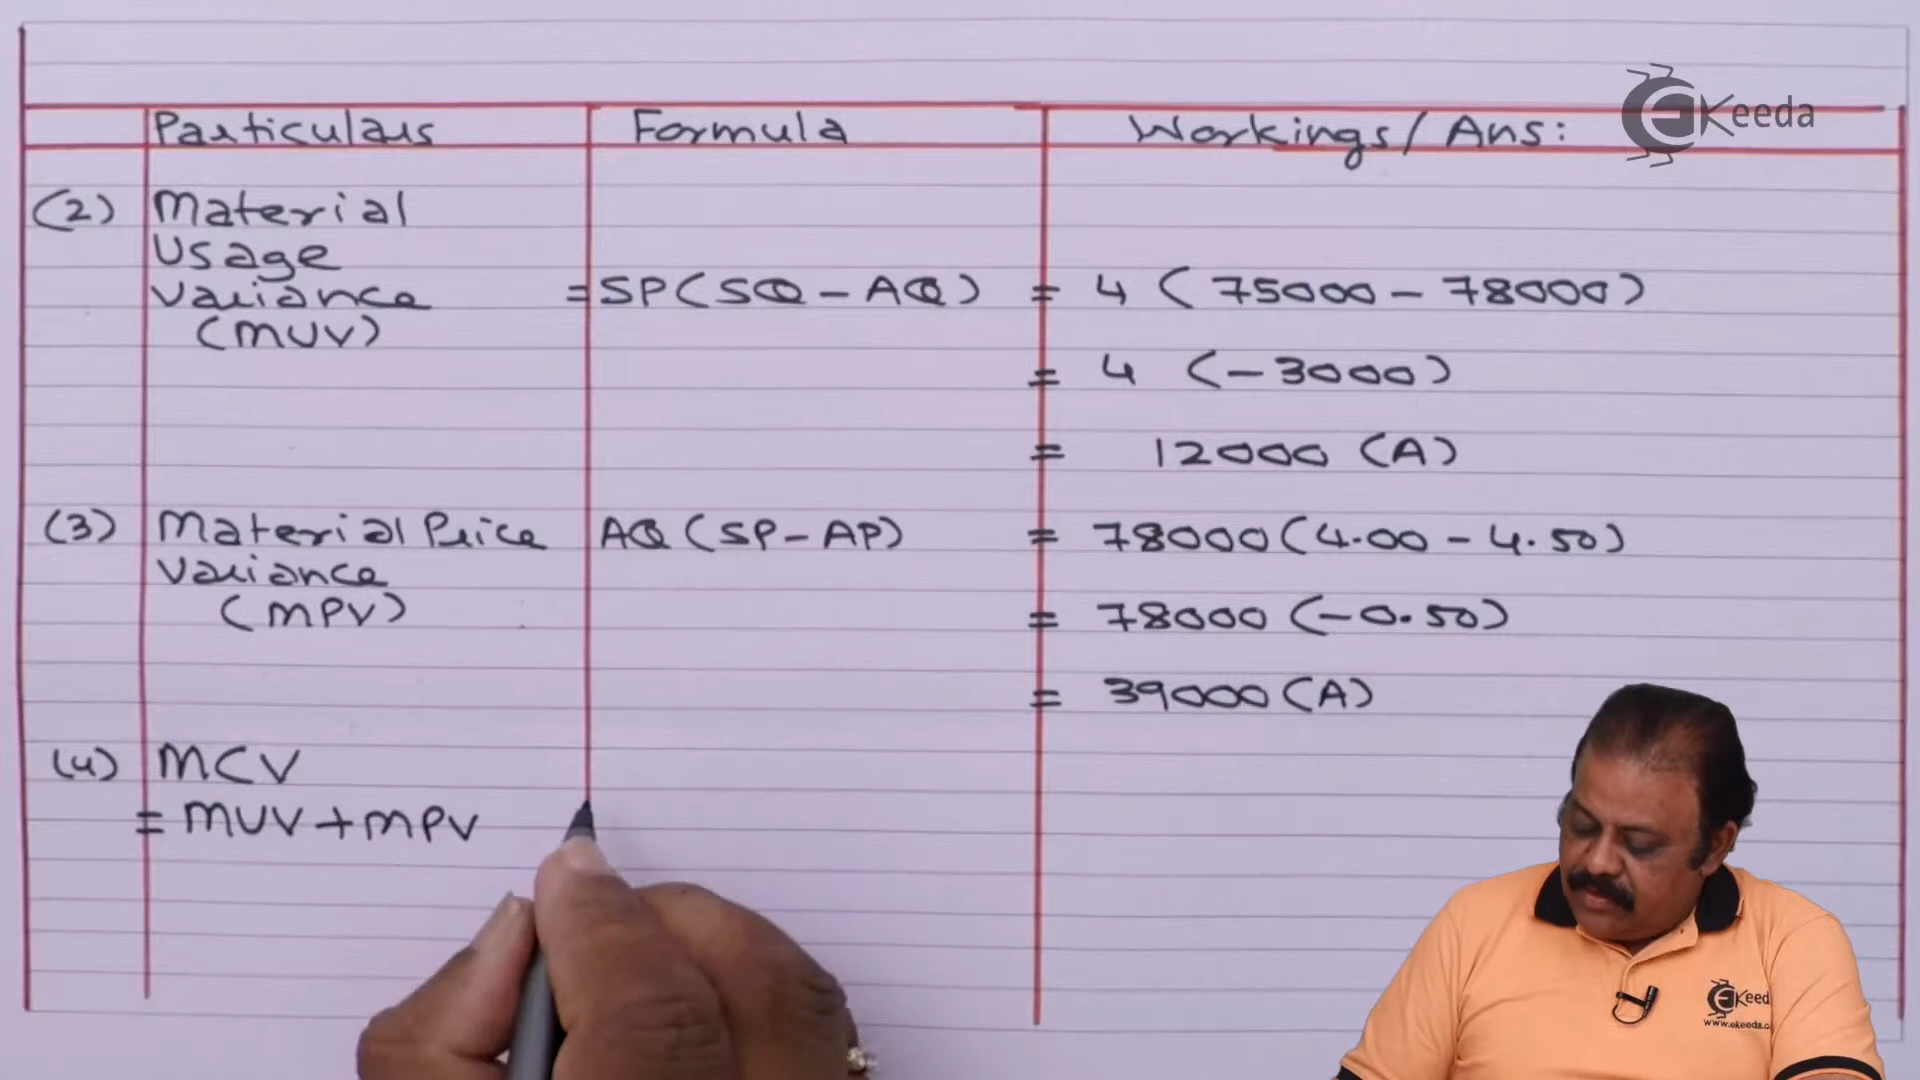 Particulars Formula Workings/Ans:
EKeeda
(2) Material
Usage
Variance = SP(SQ - AQ) = 4 (75000 - 78000)
(MUV)
= 4 (-3000)
= 12000 (A)
(3) Material Price AQ(SP-AP) = 78000(4.00 - 4.50)
Variance
(MPV) = 78000 (-0.50)
= 39000(A)
(4) MCV
= MUV + MPV
EKeed
www.ekeeda.c